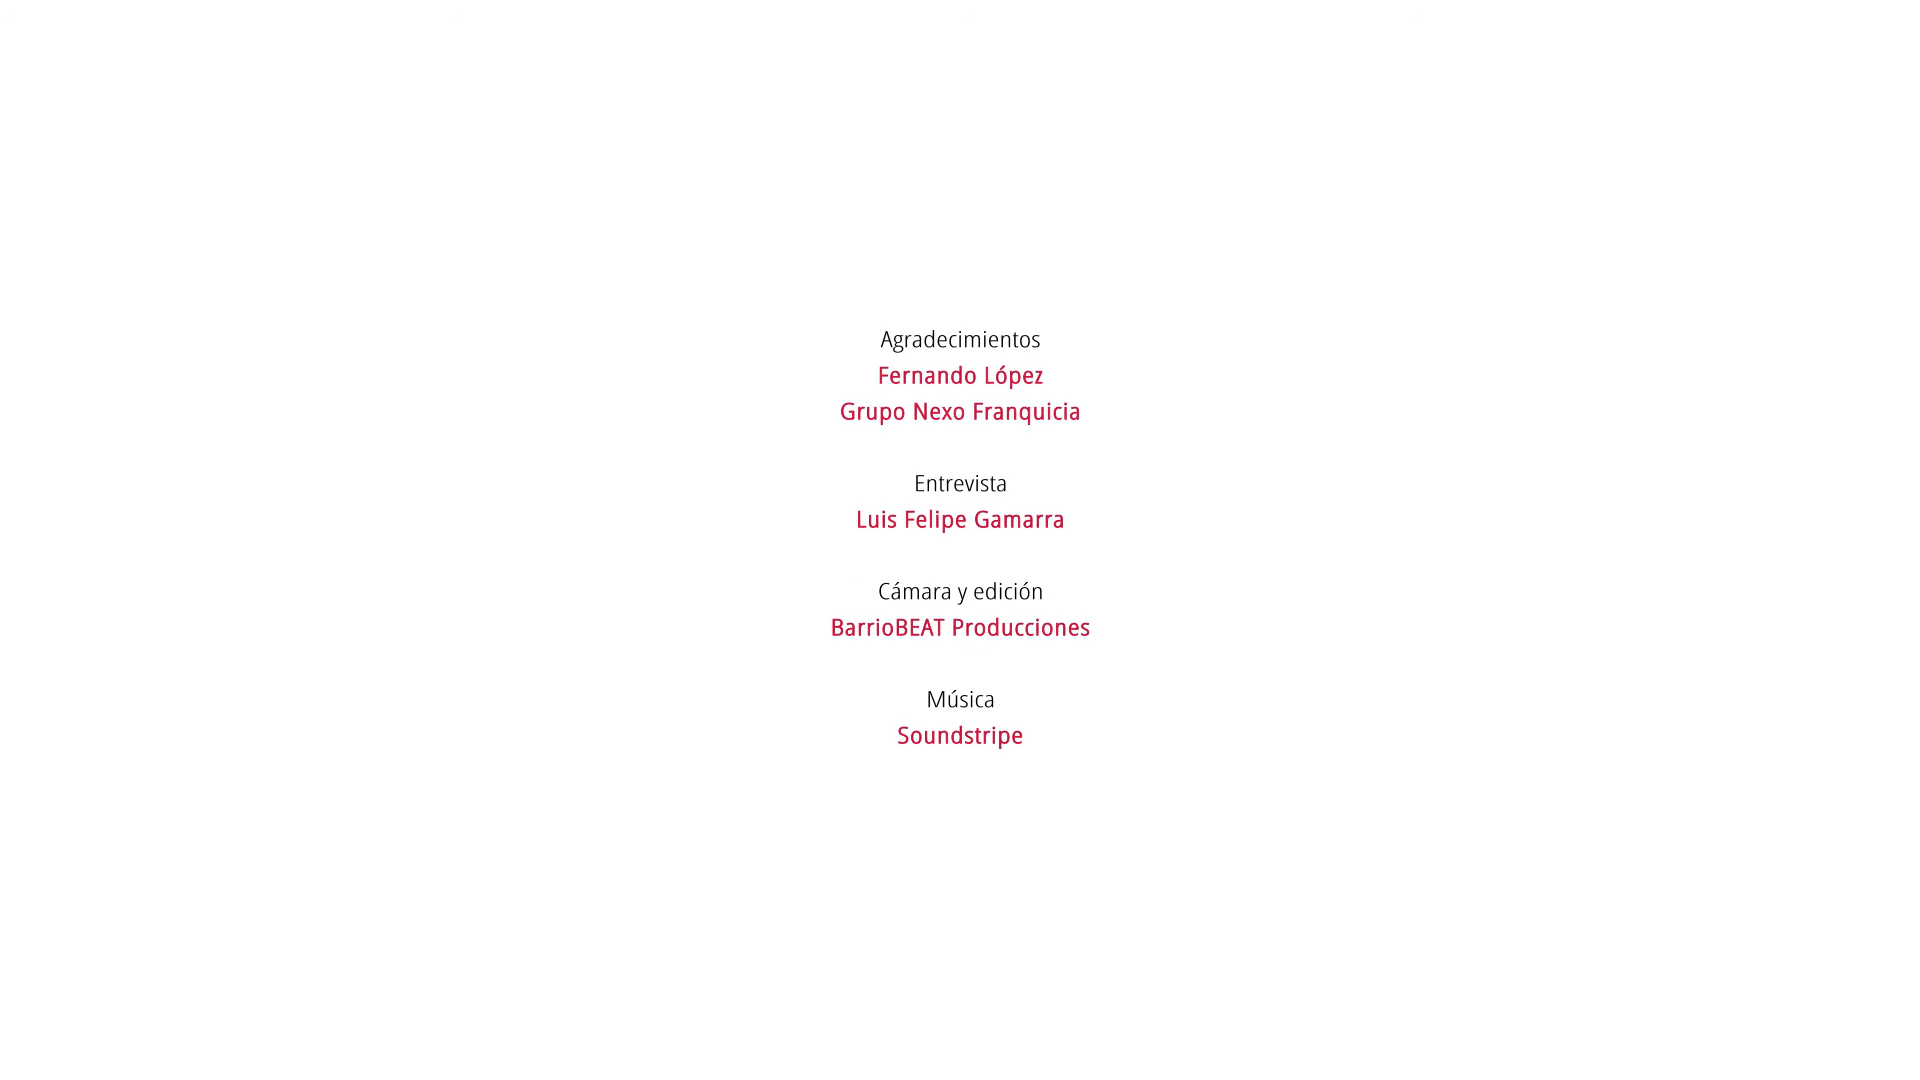 Agradecimientos
Fernando López
Grupo Nexo Franquicia
Entrevista
Luis Felipe Gamarra
Cámara y edición
BarrioBEAT Producciones
Música
Soundstripe